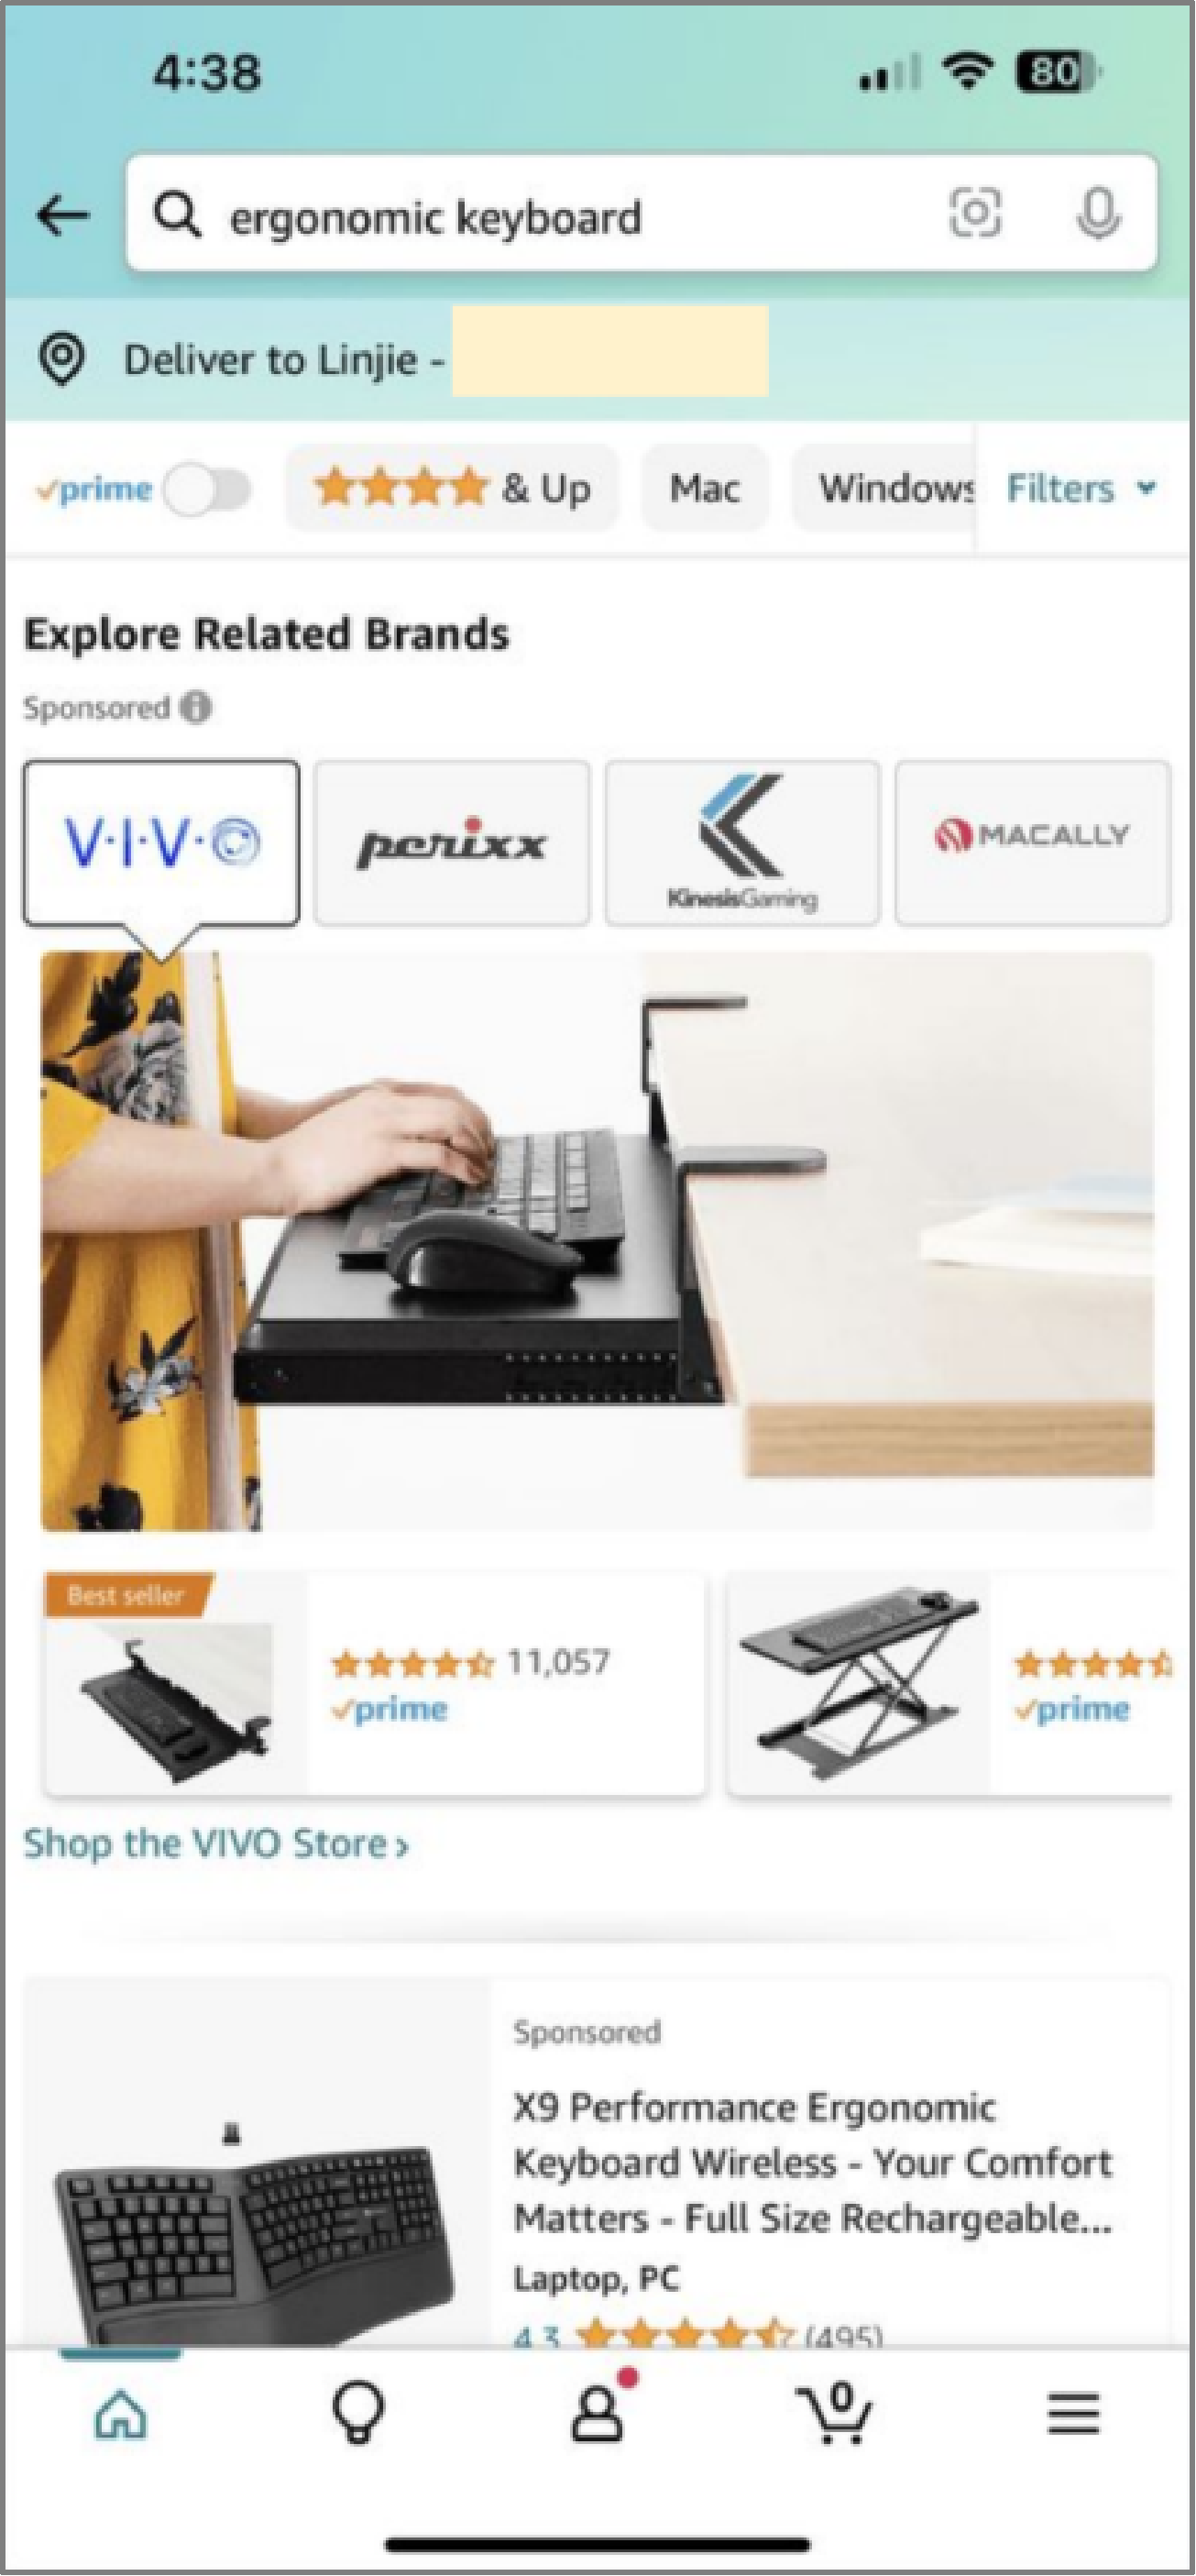 4:38
80
ergonomic keyboard
Deliver to Linjie -
prime
& Up
Mac
Windows
Filters
Explore Related Brands
Sponsored
V·I·V·O
perixx
KinesisGaming
MACALLY
Best seller
11,057
prime
prime
Shop the VIVO Store ›
Sponsored
X9 Performance Ergonomic
Keyboard Wireless - Your Comfort
Matters - Full Size Rechargeable...
Laptop, PC
4.3 (495)
0